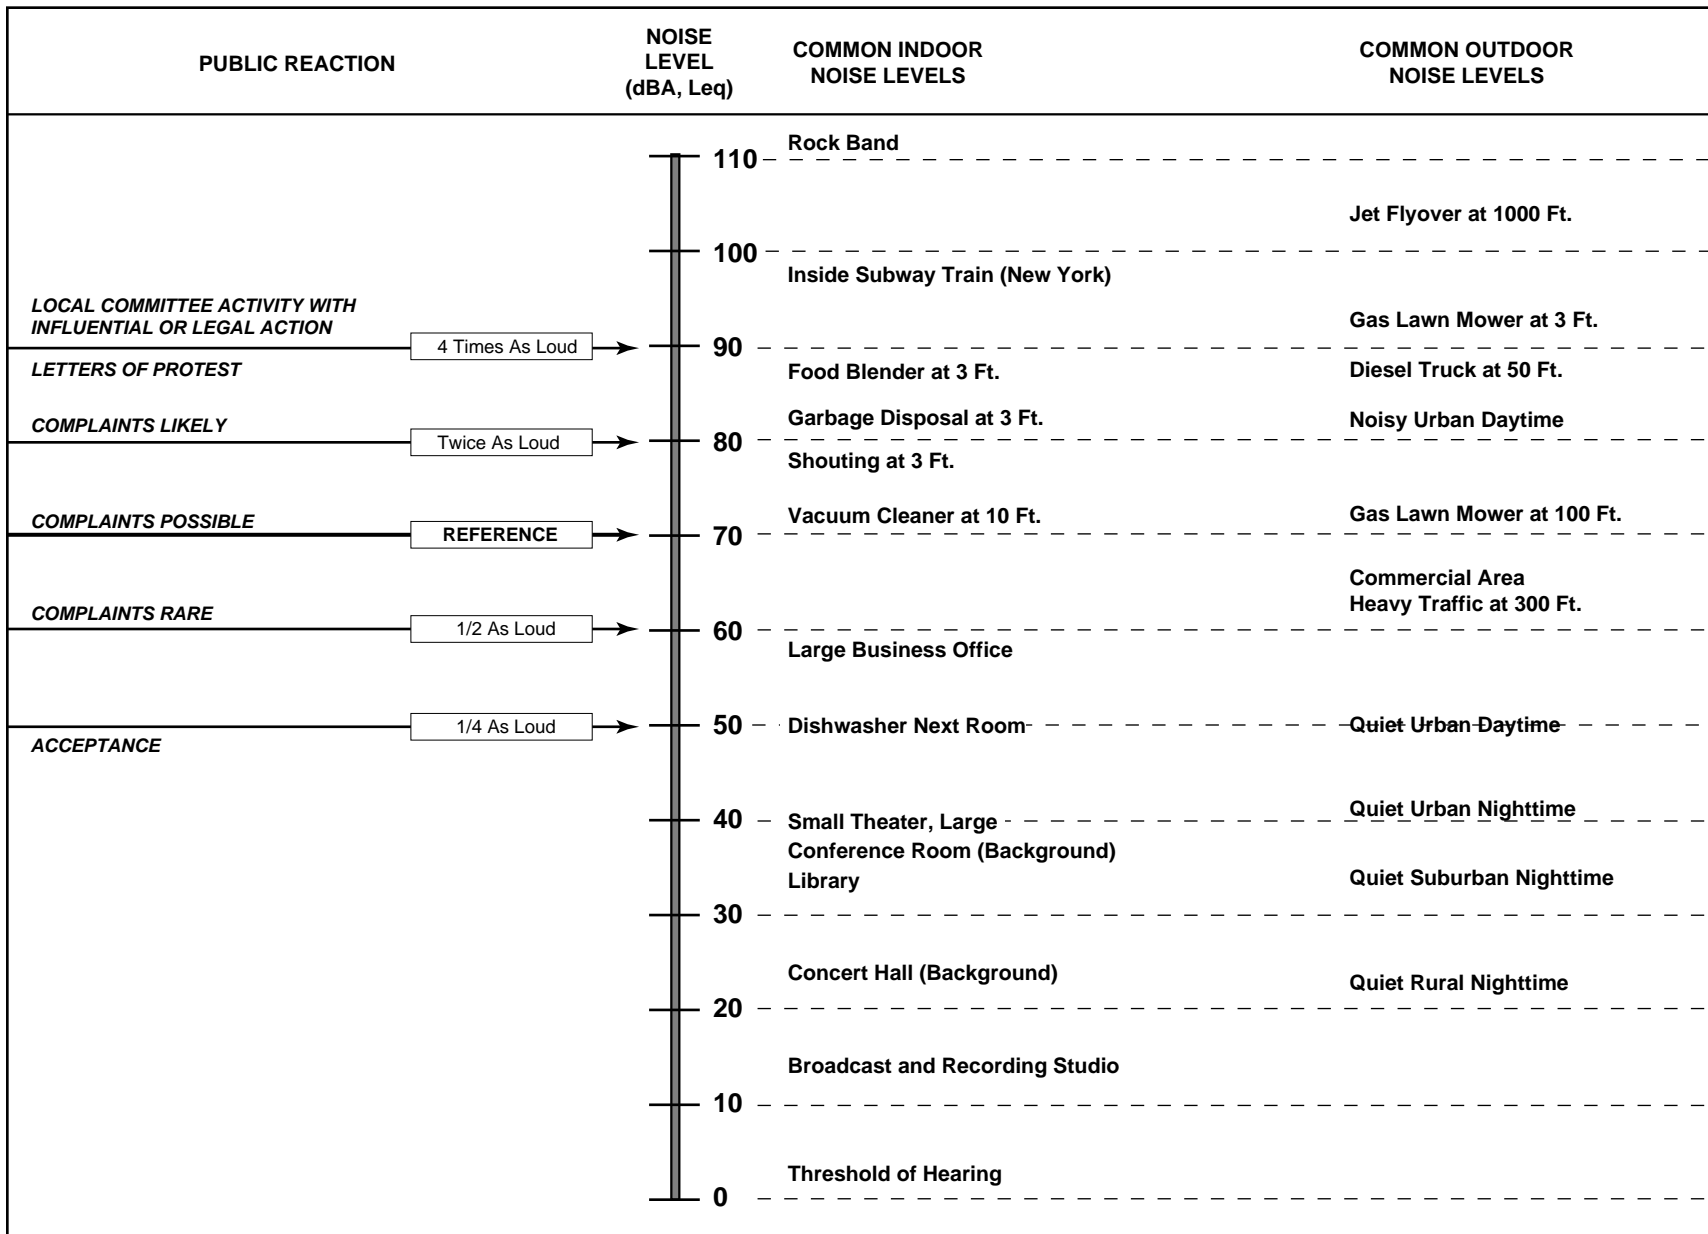 PUBLIC REACTION
NOISE
LEVEL
(dBA, Leq)
COMMON INDOOR
NOISE LEVELS
COMMON OUTDOOR
NOISE LEVELS
Rock Band
110
Jet Flyover at 1000 Ft.
100
Inside Subway Train (New York)
LOCAL COMMITTEE ACTIVITY WITH
INFLUENTIAL OR LEGAL ACTION
Gas Lawn Mower at 3 Ft.
4 Times As Loud
90
LETTERS OF PROTEST
Food Blender at 3 Ft.
Diesel Truck at 50 Ft.
COMPLAINTS LIKELY
Garbage Disposal at 3 Ft.
Noisy Urban Daytime
Twice As Loud
80
Shouting at 3 Ft.
COMPLAINTS POSSIBLE
Vacuum Cleaner at 10 Ft.
Gas Lawn Mower at 100 Ft.
REFERENCE
70
Commercial Area
Heavy Traffic at 300 Ft.
COMPLAINTS RARE
1/2 As Loud
60
Large Business Office
1/4 As Loud
50
Dishwasher Next Room
Quiet Urban Daytime
ACCEPTANCE
Quiet Urban Nighttime
40
Small Theater, Large
Conference Room (Background)
Library
Quiet Suburban Nighttime
30
Concert Hall (Background)
Quiet Rural Nighttime
20
Broadcast and Recording Studio
10
Threshold of Hearing
0